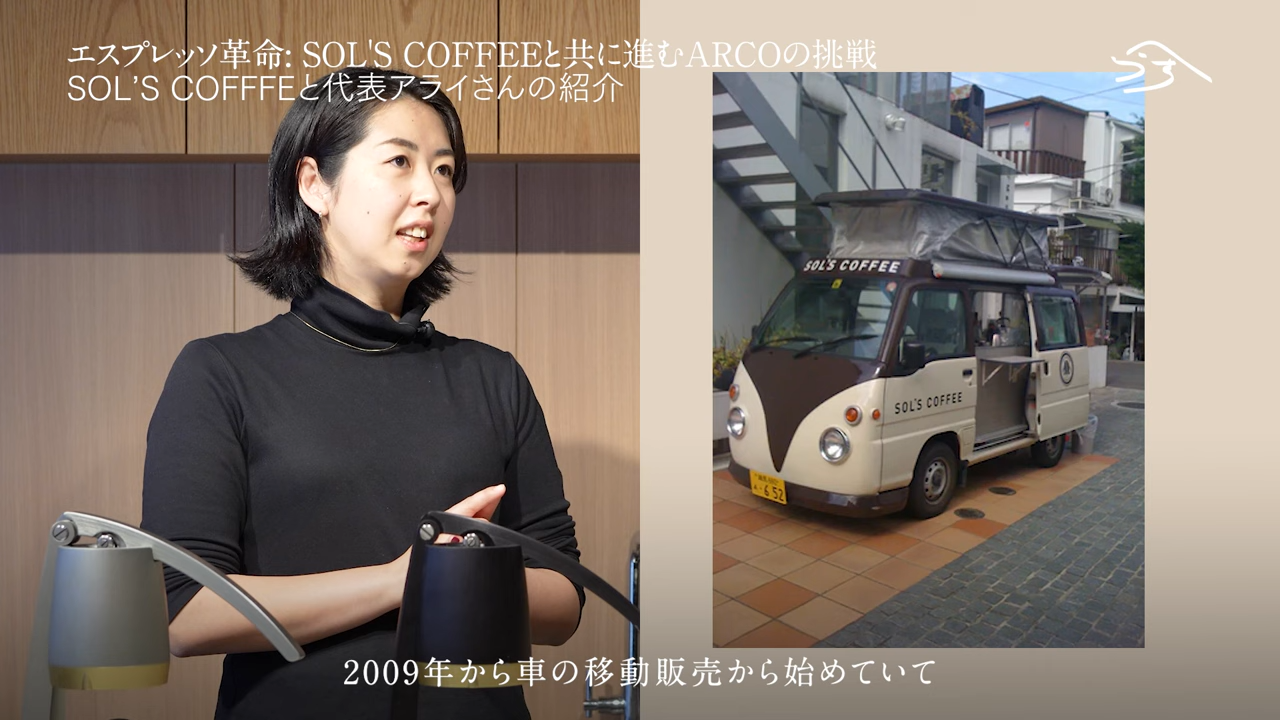 エスプレッソ革命: SOL'S COFFEEと共に進むARCOの挑戦
SOL'S COFFFEと代表アライさんの紹介
SOL'S COFFEE
SOL'S COFFEE
652
2009年から車の移動販売から始めていて